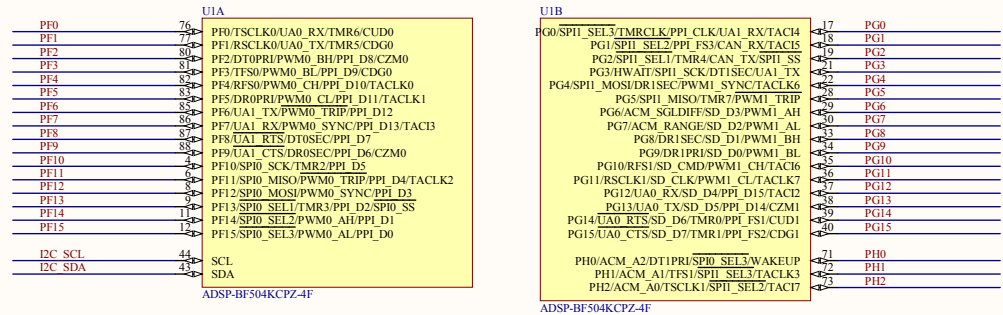 U1A U1B
PF0 76 PF0/TSCLK0/UA0_RX/TMR6/CUD0 PG0/SPI1_SEL3/TMRCLK/PPI_CLK/UA1_RX/TACI4 17 PG0
PF1 77 PF1/RSCLK0/UA0_TX/TMR5/CDG0 PG1/SPI1_SEL2/PPI_FS3/CAN_RX/TACI5 18 PG1
PF2 80 PF2/DT0PRI/PWM0_BH/PPI_D8/CZM0 PG2/SPI1_SEL1/TMR4/CAN_TX/SPI1_SS 19 PG2
PF3 81 PF3/TFS0/PWM0_BL/PPI_D9/CDG0 PG3/HWAIT/SPI1_SCK/DT1SEC/UA1_TX 21 PG3
PF4 82 PF4/RFS0/PWM0_CH/PPI_D10/TACLK0 PG4/SPI1_MOSI/DR1SEC/PWM1_SYNC/TACLK6 22 PG4
PF5 83 PF5/DR0PRI/PWM0_CL/PPI_D11/TACLK1 PG5/SPI1_MISO/TMR7/PWM1_TRIP 28 PG5
PF6 85 PF6/UA1_TX/PWM0_TRIP/PPI_D12 PG6/ACM_SGLDIFF/SD_D3/PWM1_AH 29 PG6
PF7 86 PF7/UA1_RX/PWM0_SYNC/PPI_D13/TACI3 PG7/ACM_RANGE/SD_D2/PWM1_AL 30 PG7
PF8 87 PF8/UA1_RTS/DT0SEC/PPI_D7 PG8/DR1SEC/SD_D1/PWM1_BH 33 PG8
PF9 88 PF9/UA1_CTS/DR0SEC/PPI_D6/CZM0 PG9/DR1PRI/SD_D0/PWM1_BL 34 PG9
PF10 4 PF10/SPI0_SCK/TMR2/PPI_D5 PG10/RFS1/SD_CMD/PWM1_CH/TACI6 35 PG10
PF11 6 PF11/SPI0_MISO/PWM0_TRIP/PPI_D4/TACLK2 PG11/RSCLK1/SD_CLK/PWM1_CL/TACLK7 36 PG11
PF12 8 PF12/SPI0_MOSI/PWM0_SYNC/PPI_D3 PG12/UA0_RX/SD_D4/PPI_D15/TACI2 37 PG12
PF13 9 PF13/SPI0_SEL1/TMR3/PPI_D2/SPI0_SS PG13/UA0_TX/SD_D5/PPI_D14/CZM1 38 PG13
PF14 11 PF14/SPI0_SEL2/PWM0_AH/PPI_D1 PG14/UA0_RTS/SD_D6/TMR0/PPI_FS1/CUD1 39 PG14
PF15 12 PF15/SPI0_SEL3/PWM0_AL/PPI_D0 PG15/UA0_CTS/SD_D7/TMR1/PPI_FS2/CDG1 40 PG15
I2C_SCL 44 SCL PH0/ACM_A2/DT1PRI/SPI0_SEL3/WAKEUP 71 PH0
I2C_SDA 43 SDA PH1/ACM_A1/TFS1/SPI1_SEL3/TACLK3 72 PH1
PH2/ACM_A0/TSCLK1/SPI1_SEL2/TACI7 73 PH2
ADSP-BF504KCPZ-4F ADSP-BF504KCPZ-4F